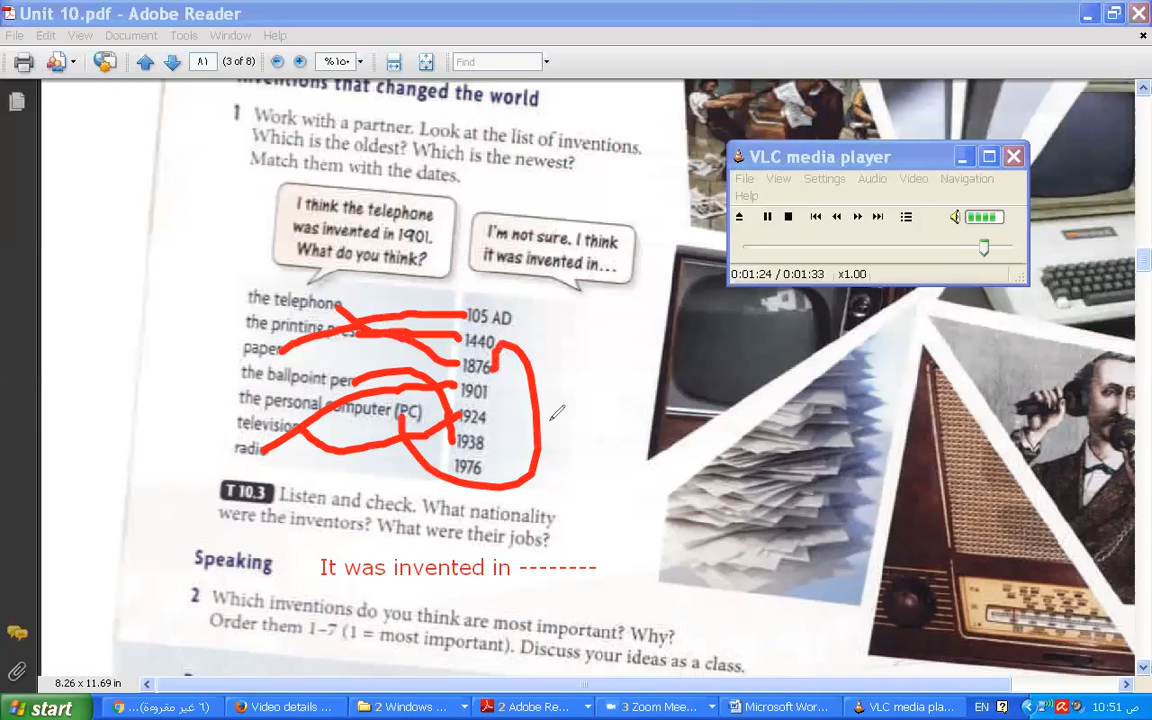 Unit 10.pdf - Adobe Reader
File Edit View Document Tools Window Help
٨١ (3 of 8) %١٥٠ Find
Inventions that changed the world
1 Work with a partner. Look at the list of inventions.
Which is the oldest? Which is the newest?
Match them with the dates.
I think the telephone
was invented in 1901.
What do you think?
I'm not sure. I think
it was invented in...
the telephone
the printing press
paper
the ballpoint pen
the personal computer (PC)
television
radio
105 AD
1440
1876
1901
1924
1938
1976
T 10.3 Listen and check. What nationality
were the inventors? What were their jobs?
Speaking
It was invented in --------
2 Which inventions do you think are most important? Why?
Order them 1–7 (1 = most important). Discuss your ideas as a class.
VLC media player
File View Settings Audio Video Navigation
Help
0:01:24 / 0:01:33 x1.00
8.26 x 11.69 in
start (٦ غير مقروءة)... Video details ... 2 Windows ... 2 Adobe Re... 3 Zoom Mee... Microsoft Wor... VLC media pla... EN 10:51 ص